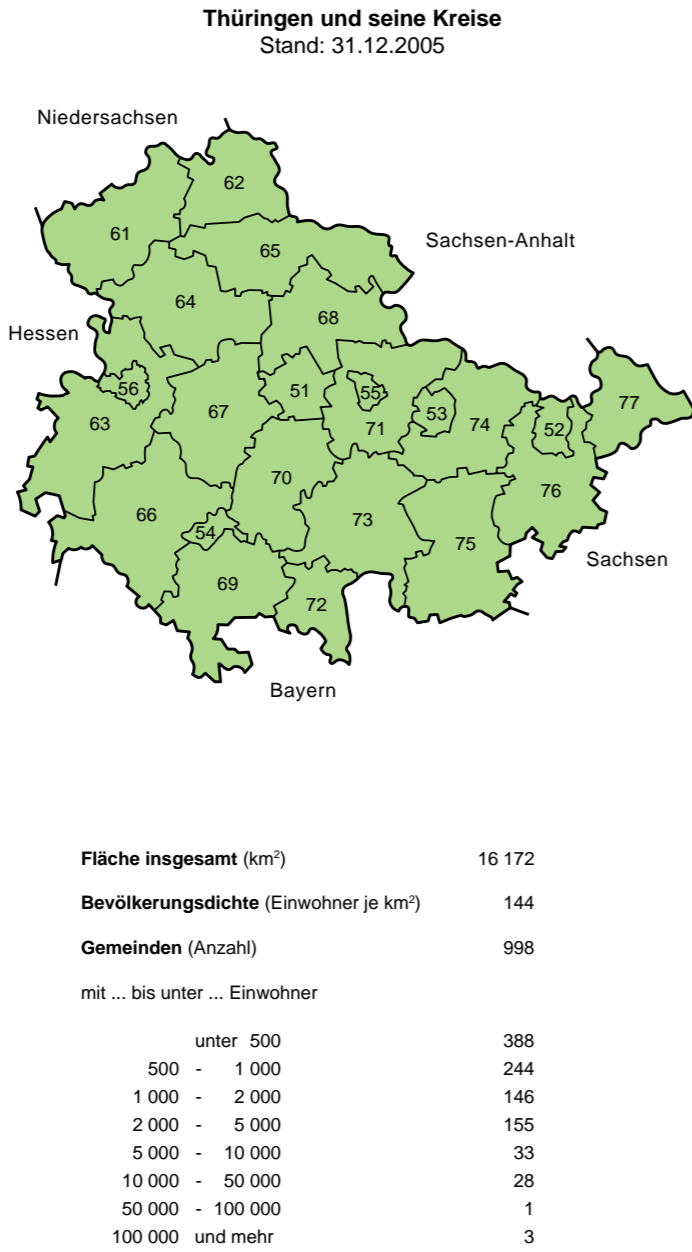 Thüringen und seine Kreise
Stand: 31.12.2005
Niedersachsen
62
61
Sachsen-Anhalt
65
64
68
Hessen
56
51
55
77
67
53
63
71
74
52
70
76
66
73
54
75
Sachsen
69
72
Bayern
Fläche insgesamt (km²) 16 172
Bevölkerungsdichte (Einwohner je km²) 144
Gemeinden (Anzahl) 998
mit ... bis unter ... Einwohner
unter 500 388
500 - 1 000 244
1 000 - 2 000 146
2 000 - 5 000 155
5 000 - 10 000 33
10 000 - 50 000 28
50 000 - 100 000 1
100 000 und mehr 3